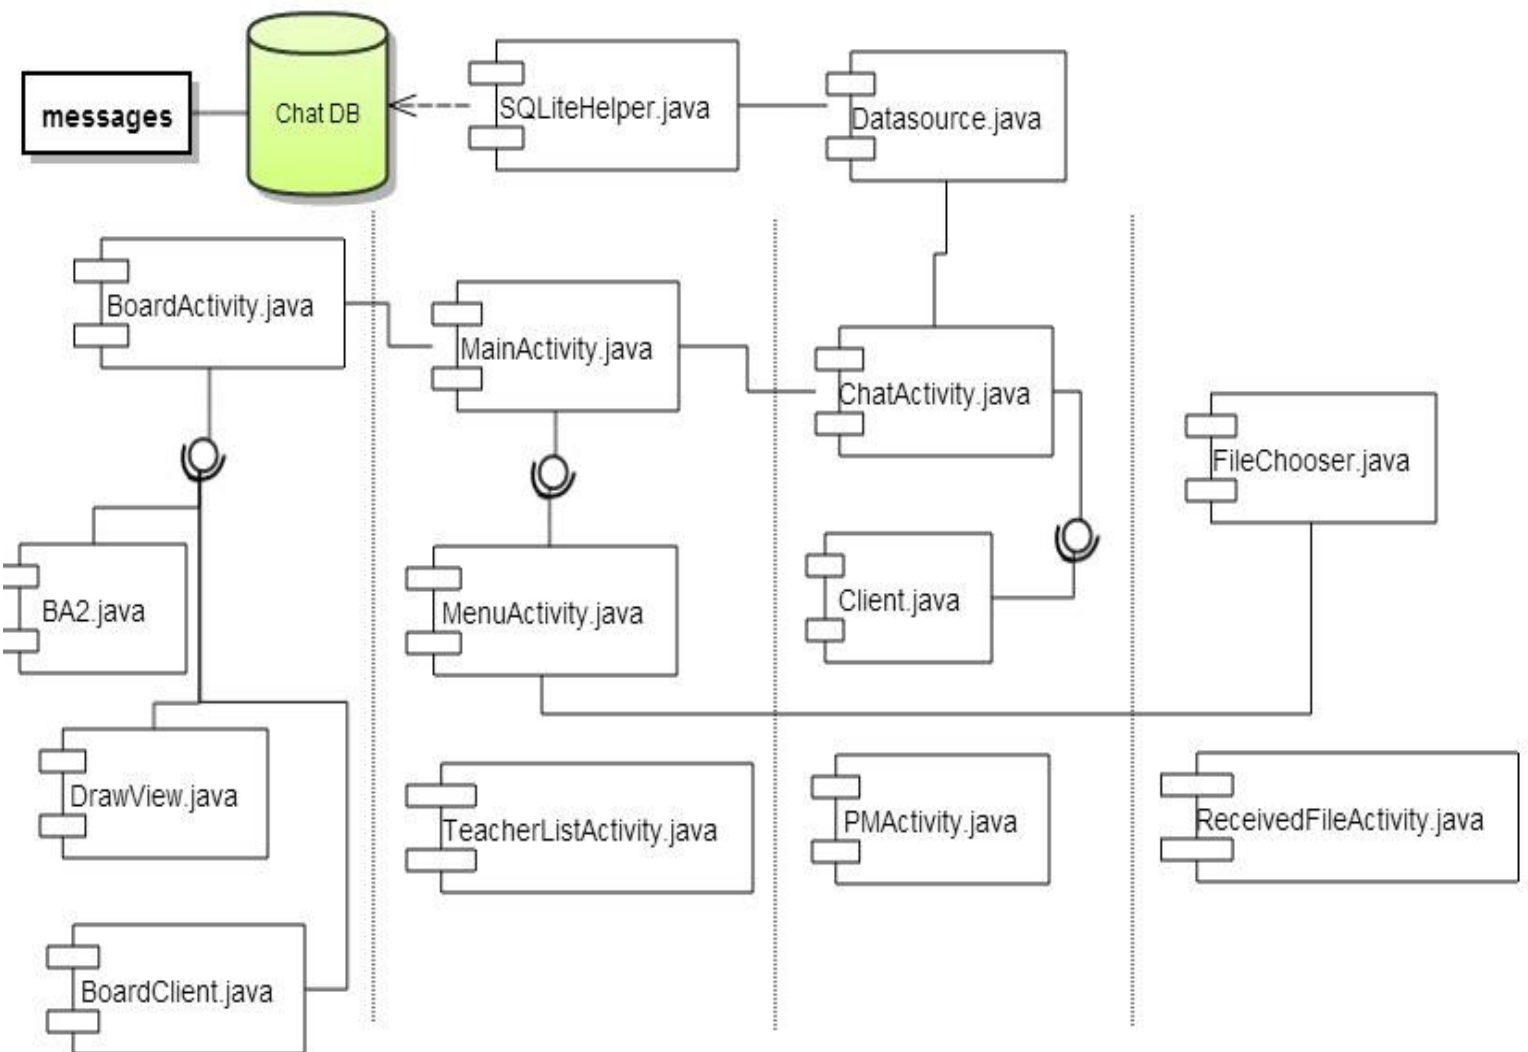 messages
Chat DB
SQLiteHelper.java
Datasource.java
BoardActivity.java
MainActivity.java
ChatActivity.java
FileChooser.java
BA2.java
MenuActivity.java
Client.java
DrawView.java
TeacherListActivity.java
PMActivity.java
ReceivedFileActivity.java
BoardClient.java